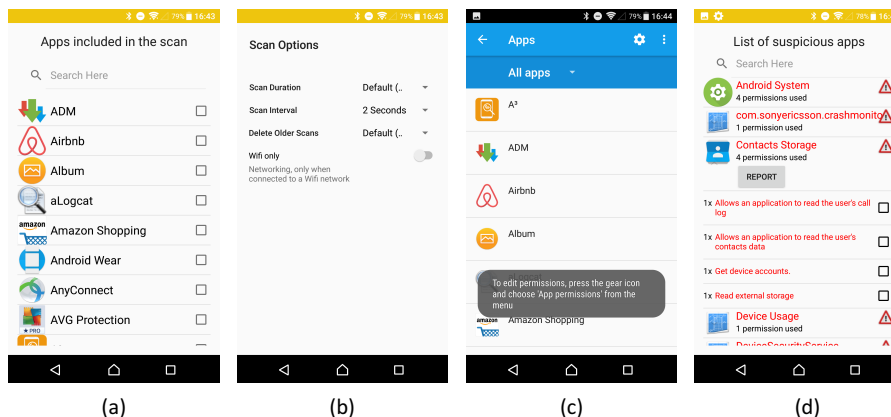 79% 16:43
Apps included in the scan
Search Here
ADM
Airbnb
Album
aLogcat
amazon
Amazon Shopping
Android Wear
AnyConnect
AVG Protection
★ PRO
(a)
79% 16:43
Scan Options
Scan Duration Default (..
Scan Interval 2 Seconds
Delete Older Scans Default (..
Wifi only
Networking, only when
connected to a Wifi network
(b)
79% 16:44
Apps
All apps
A³
ADM
Airbnb
Album
To edit permissions, press the gear icon
and choose 'App permissions' from the
menu
amazon
Amazon Shopping
(c)
78%
List of suspicious apps
Search Here
Android System
4 permissions used
com.sonyericsson.crashmonito
1 permission used
Contacts Storage
4 permissions used
REPORT
1x Allows an application to read the user's call
log
1x Allows an application to read the user's
contacts data
1x Get device accounts.
1x Read external storage
Device Usage
1 permission used
DeviceSecurityService
(d)